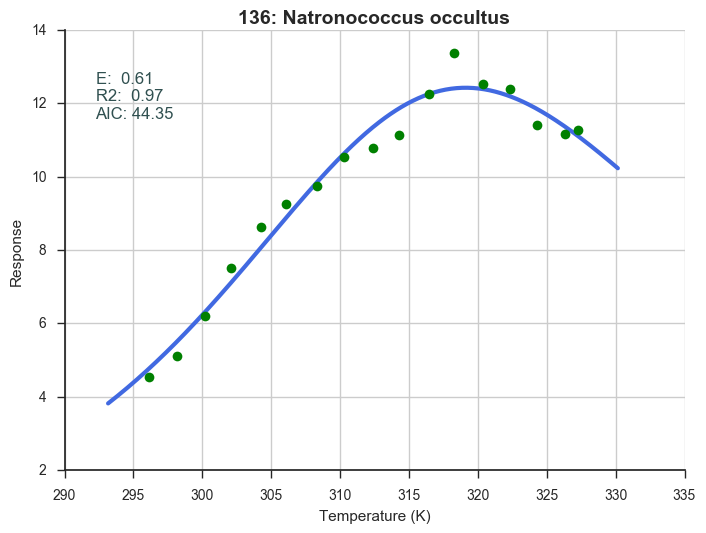 136: Natronococcus occultus
E: 0.61
R2: 0.97
AIC: 44.35
Response
14
12
10
8
6
4
2
290 295 300 305 310 315 320 325 330 335
Temperature (K)